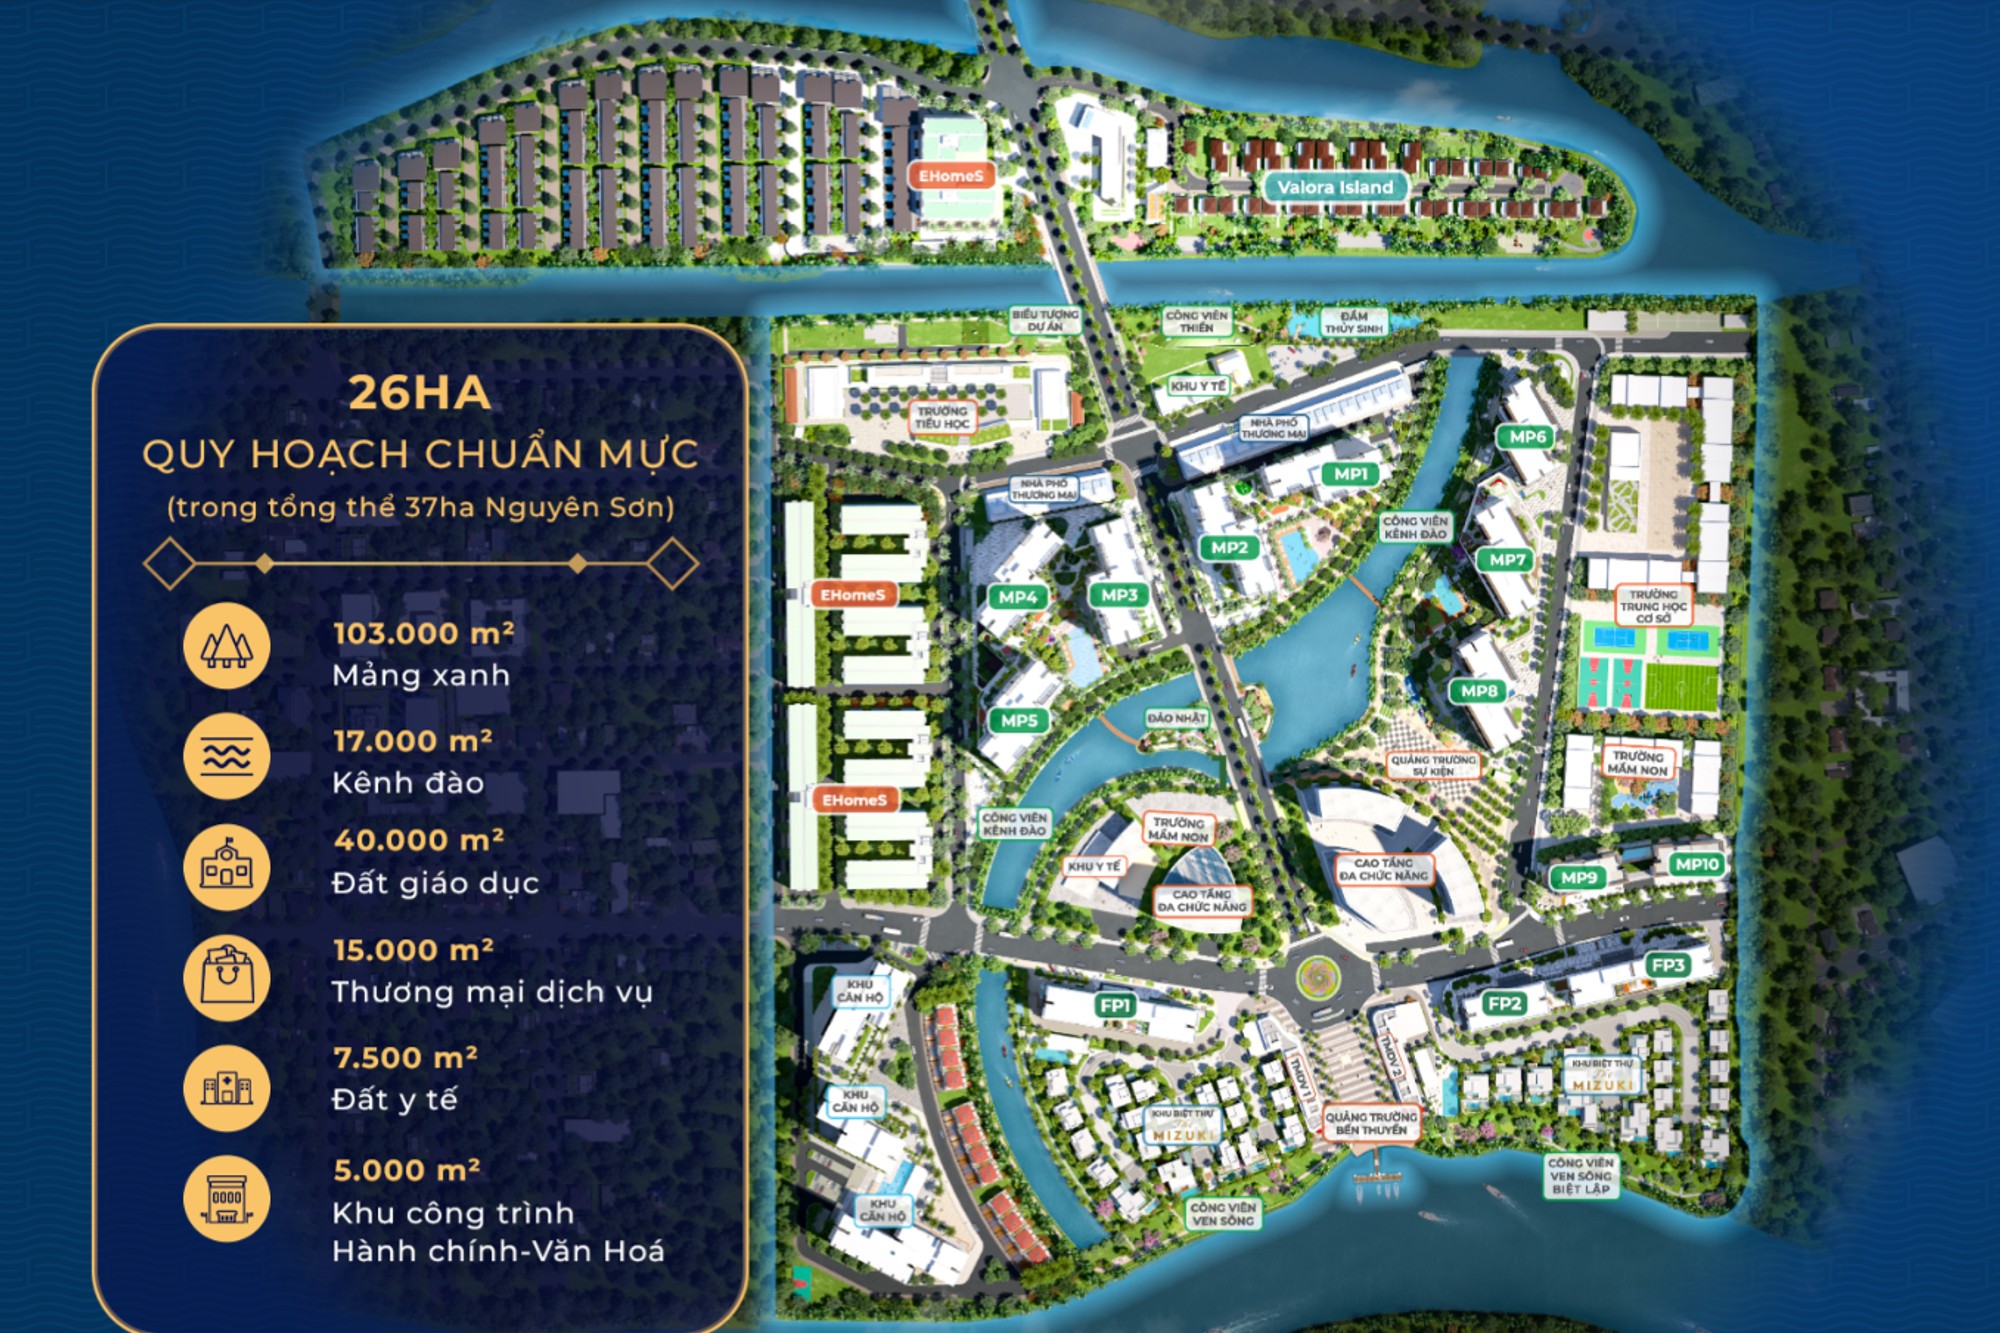 26HA
QUY HOẠCH CHUẨN MỰC
(trong tổng thể 37ha Nguyên Sơn)
103.000 m²
Mảng xanh
17.000 m²
Kênh đào
40.000 m²
Đất giáo dục
15.000 m²
Thương mại dịch vụ
7.500 m²
Đất y tế
5.000 m²
Khu công trình
Hành chính-Văn Hoá
EHomeS
Valora Island
BIỂU TƯỢNG
DỰ ÁN
CÔNG VIÊN
THIỀN
ĐẦM
THỦY SINH
KHU Y TẾ
TRƯỜNG
TIỂU HỌC
NHÀ PHỐ
THƯƠNG MẠI
MP6
MP1
NHÀ PHỐ
THƯƠNG MẠI
CÔNG VIÊN
KÊNH ĐÀO
MP2
MP7
EHomeS
MP4
MP3
TRƯỜNG
TRUNG HỌC
CƠ SỞ
MP8
MP5
ĐẢO NHẬT
QUẢNG TRƯỜNG
SỰ KIỆN
TRƯỜNG
MẦM NON
EHomeS
CÔNG VIÊN
KÊNH ĐÀO
TRƯỜNG
MẦM NON
KHU Y TẾ
CAO TẦNG
ĐA CHỨC NĂNG
CAO TẦNG
ĐA CHỨC NĂNG
MP9
MP10
KHU
CĂN HỘ
FP1
FP2
FP3
TMDV 1
TMDV 2
KHU BIỆT THỰ
The
MIZUKI
KHU
CĂN HỘ
KHU BIỆT THỰ
The
MIZUKI
QUẢNG TRƯỜNG
BẾN THUYỀN
CÔNG VIÊN
VEN SÔNG
BIỆT LẬP
KHU
CĂN HỘ
CÔNG VIÊN
VEN SÔNG